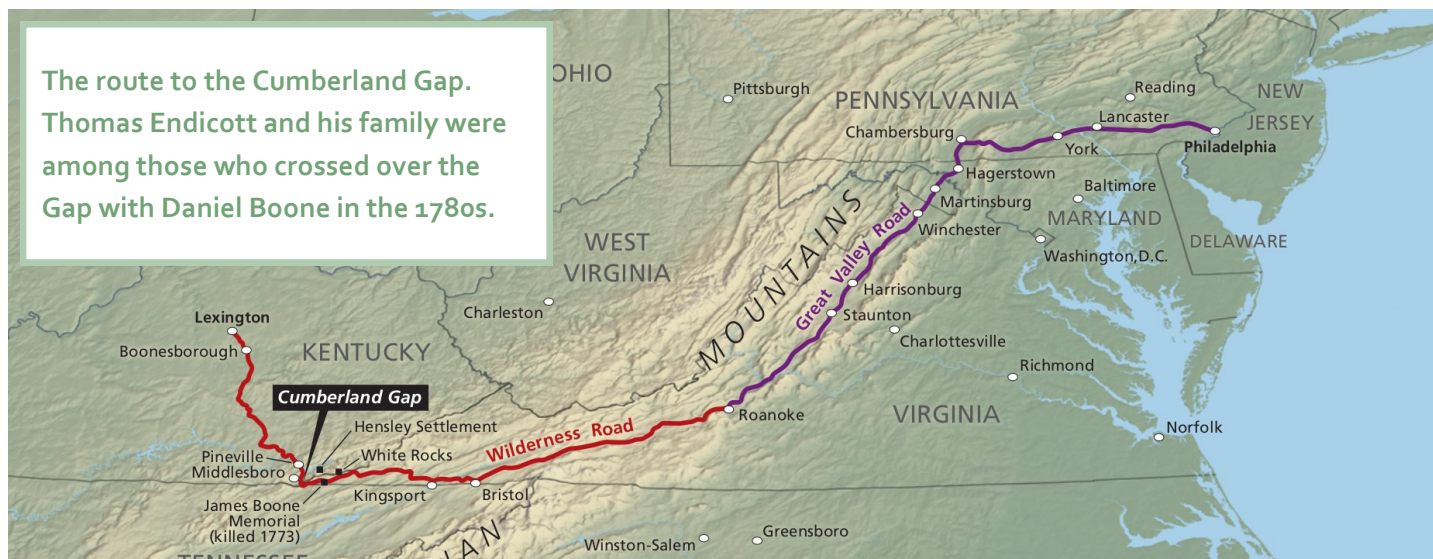 The route to the Cumberland Gap.
Thomas Endicott and his family were
among those who crossed over the
Gap with Daniel Boone in the 1780s.
OHIO
Pittsburgh
PENNSYLVANIA
Reading
NEW
JERSEY
Lancaster
Chambersburg
York
Philadelphia
Hagerstown
Baltimore
Martinsburg
MARYLAND
Winchester
DELAWARE
Washington,D.C.
WEST
VIRGINIA
MOUNTAINS
Great Valley Road
Harrisonburg
Charleston
Staunton
Lexington
Charlottesville
Boonesborough
KENTUCKY
Richmond
Cumberland Gap
Roanoke
VIRGINIA
Hensley Settlement
Wilderness Road
Norfolk
Pineville
White Rocks
Middlesboro
Kingsport
Bristol
James Boone
Memorial
(killed 1773)
Greensboro
Winston-Salem
TENNESSEE
IAN